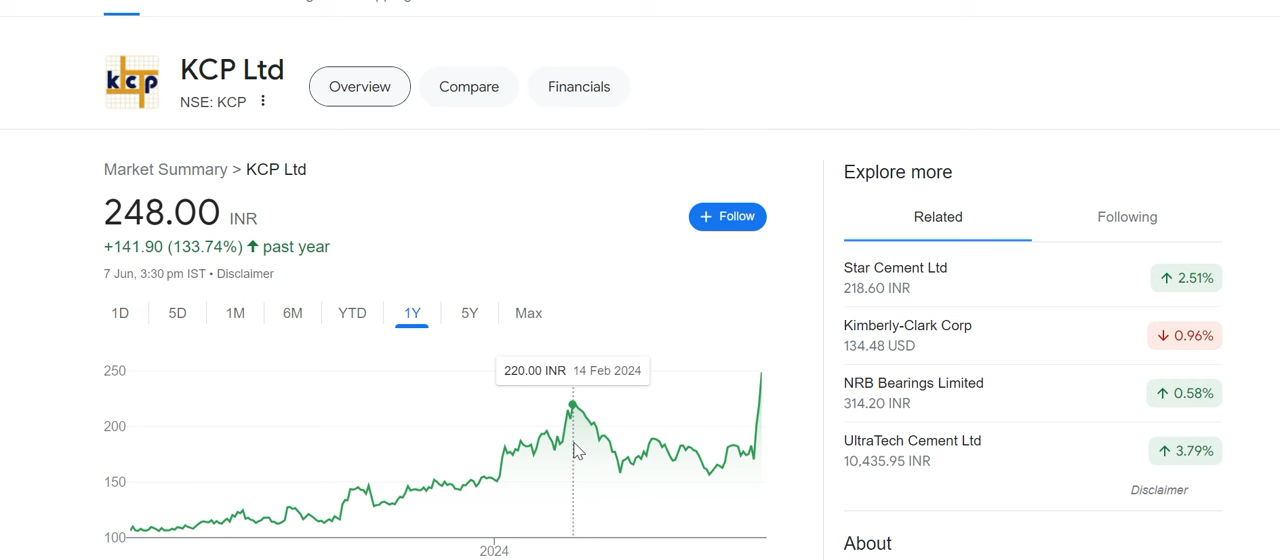 kcp
KCP Ltd
NSE: KCP
Overview
Compare
Financials
Market Summary > KCP Ltd
248.00 INR
+ Follow
+141.90 (133.74%) ↑ past year
7 Jun, 3:30 pm IST • Disclaimer
1D 5D 1M 6M YTD 1Y 5Y Max
220.00 INR 14 Feb 2024
250
200
150
100
2024
Explore more
Related Following
Star Cement Ltd
218.60 INR
↑ 2.51%
Kimberly-Clark Corp
134.48 USD
↓ 0.96%
NRB Bearings Limited
314.20 INR
↑ 0.58%
UltraTech Cement Ltd
10,435.95 INR
↑ 3.79%
Disclaimer
About